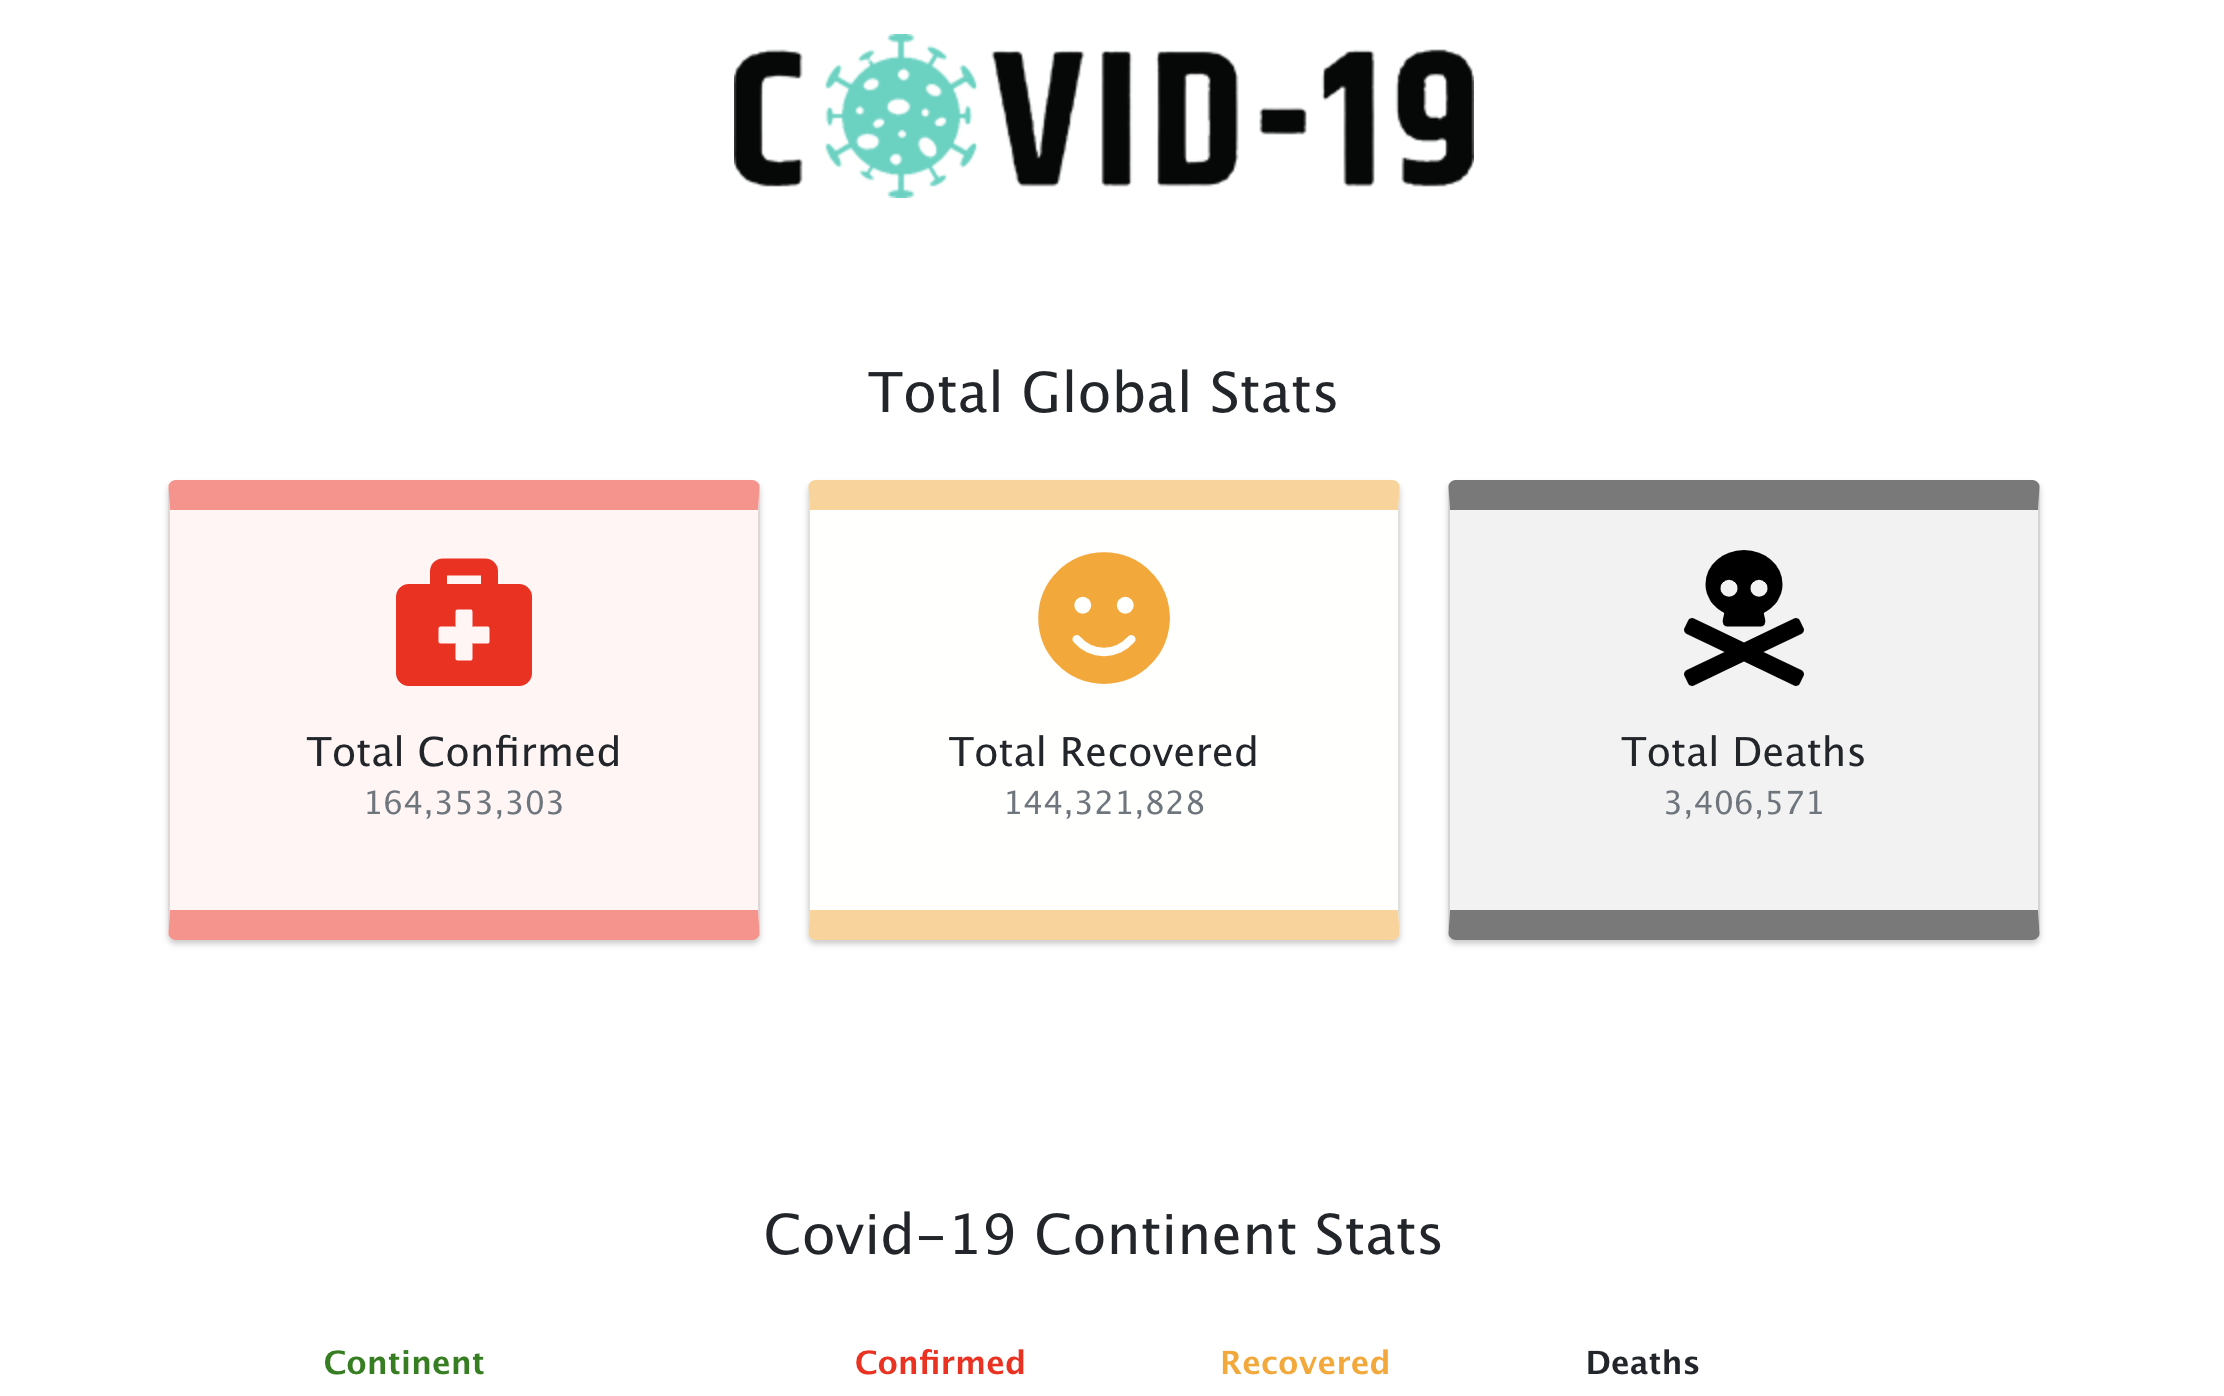 COVID-19
Total Global Stats
Total Confirmed
164,353,303
Total Recovered
144,321,828
Total Deaths
3,406,571
Covid-19 Continent Stats
Continent Confirmed Recovered Deaths